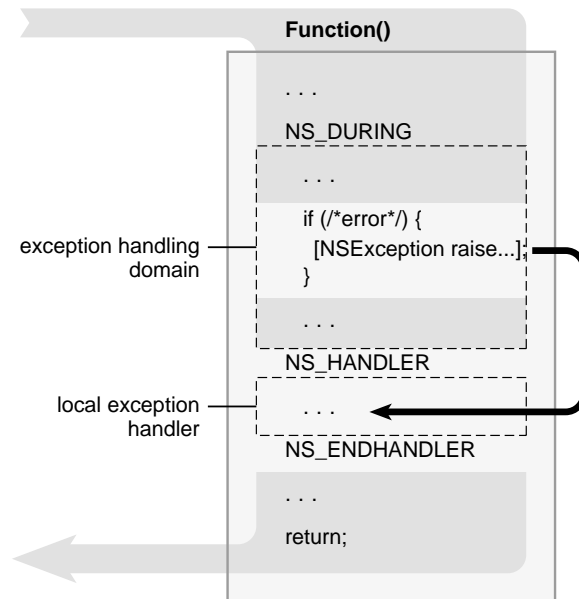 Function()
. . .
NS_DURING
. . .
if (/*error*/) {
[NSException raise...];
}
exception handling
domain
. . .
NS_HANDLER
local exception
handler
. . .
NS_ENDHANDLER
. . .
return;